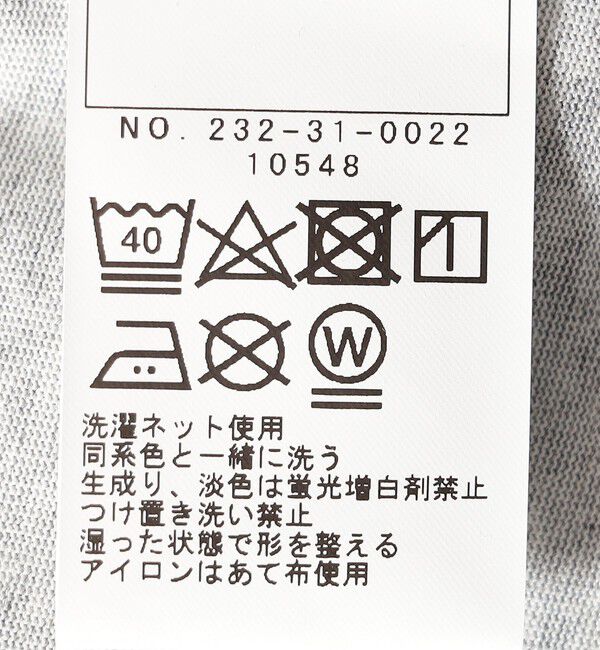 NO. 232-31-0022
10548
40
W
洗濯ネット使用
同系色と一緒に洗う
生成り、淡色は蛍光増白剤禁止
つけ置き洗い禁止
湿った状態で形を整える
アイロンはあて布使用